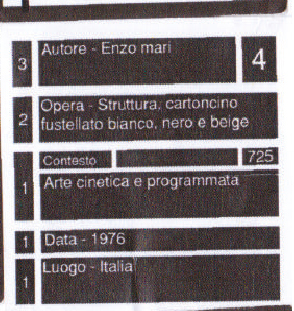 3 Autore - Enzo mari 4
2 Opera - Struttura, cartoncino
fustellato bianco, nero e beige
Contesto 725
1 Arte cinetica e programmata
1 Data - 1976
1 Luogo - Italia